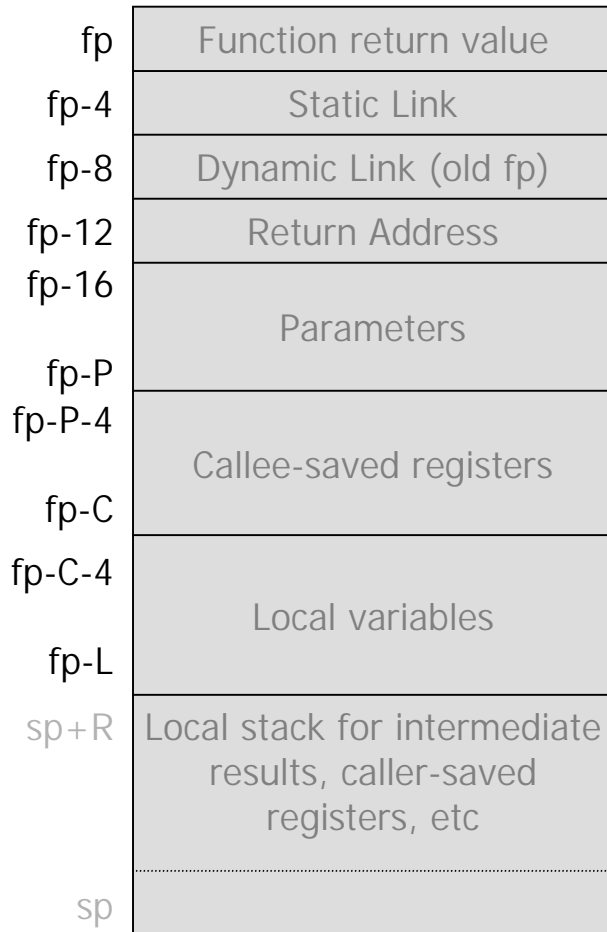 fp Function return value
fp-4 Static Link
fp-8 Dynamic Link (old fp)
fp-12 Return Address
fp-16
Parameters
fp-P
fp-P-4
Callee-saved registers
fp-C
fp-C-4
Local variables
fp-L
sp+R Local stack for intermediate
results, caller-saved
registers, etc
sp